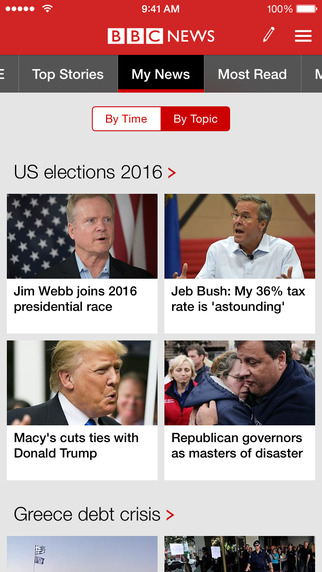 9:41 AM
100%
BBC NEWS
E
Top Stories
My News
Most Read
M
By Time
By Topic
US elections 2016 >
Jim Webb joins 2016
presidential race
Jeb Bush: My 36% tax
rate is 'astounding'
Macy's cuts ties with
Donald Trump
Republican governors
as masters of disaster
Greece debt crisis >